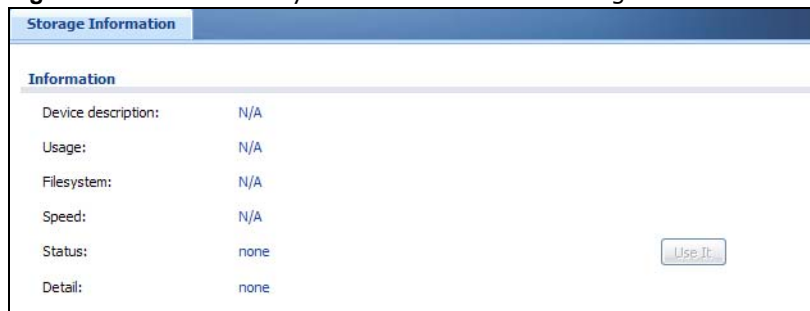 Storage Information
Information
Device description: N/A
Usage: N/A
Filesystem: N/A
Speed: N/A
Status: none Use It
Detail: none